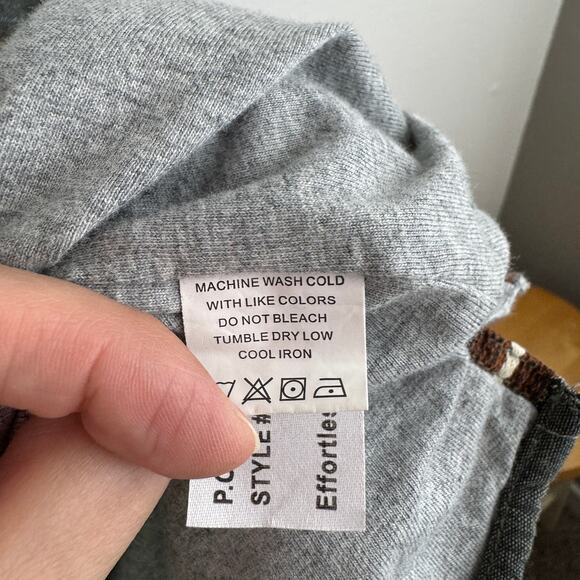 MACHINE WASH COLD
WITH LIKE COLORS
DO NOT BLEACH
TUMBLE DRY LOW
COOL IRON
STYLE #